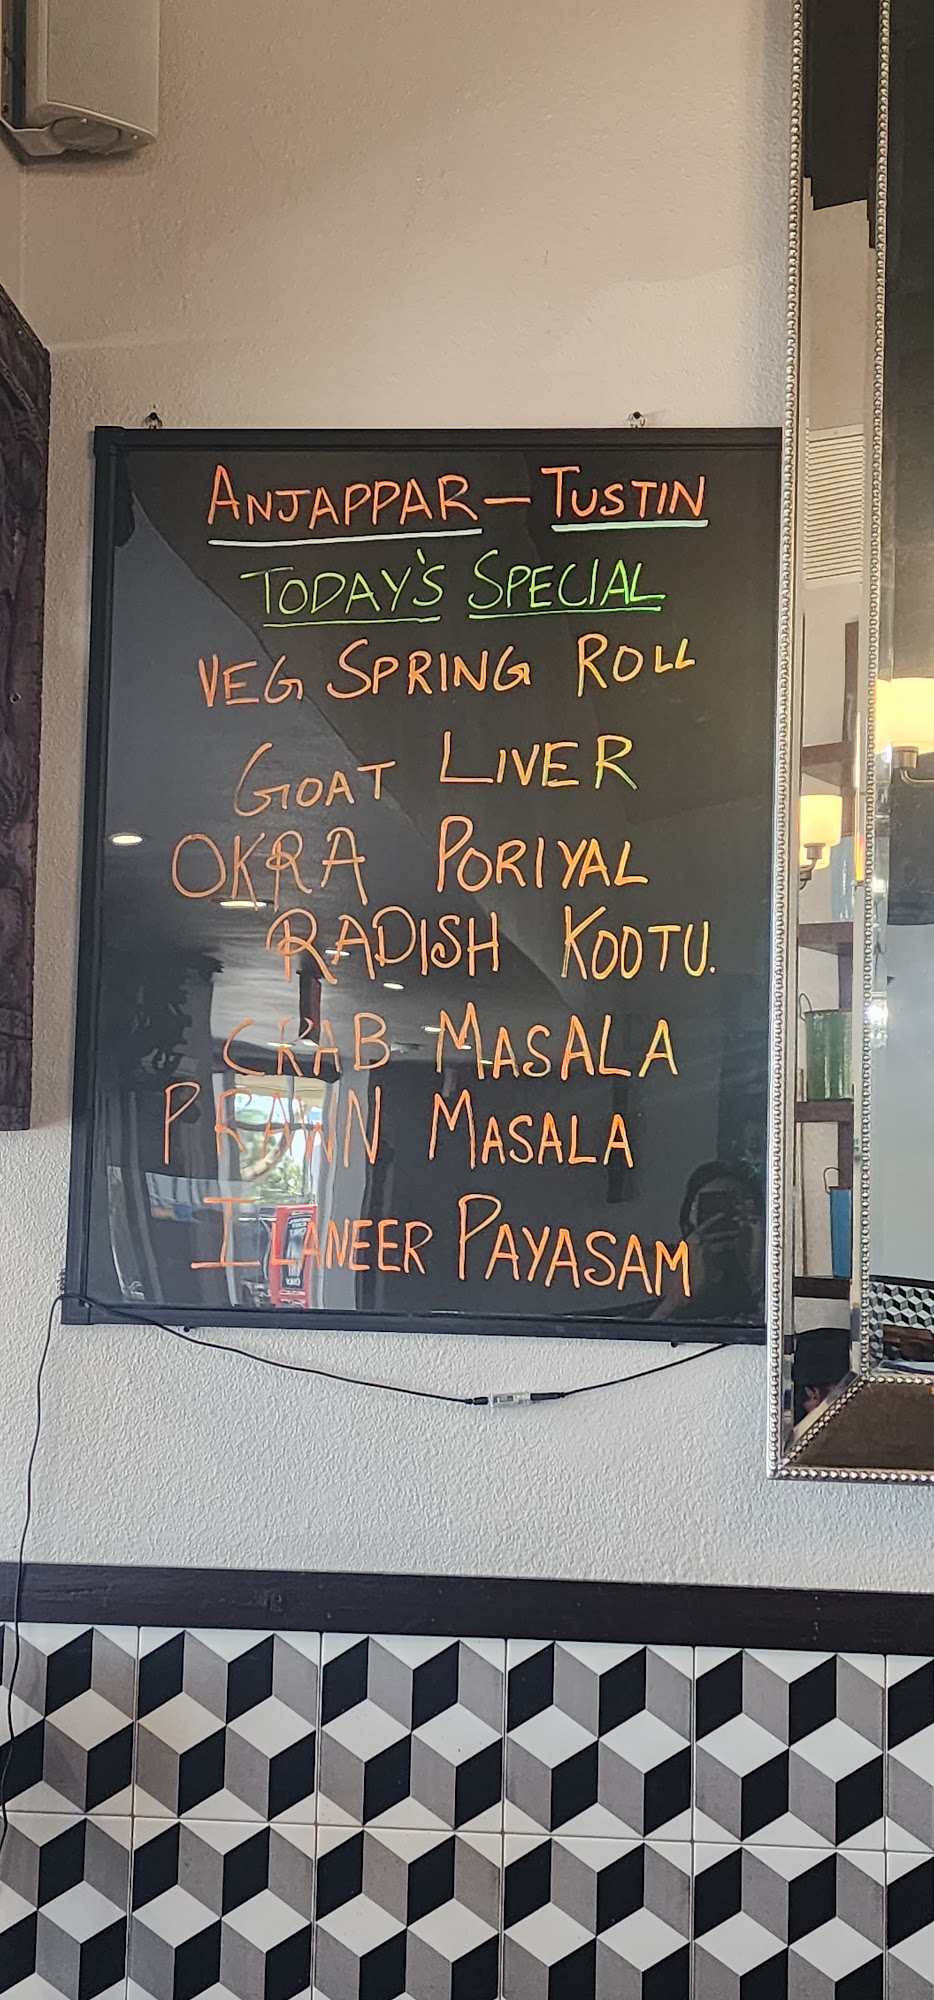 ANJAPPAR – TUSTIN
TODAY'S SPECIAL
VEG SPRING ROLL
GOAT LIVER
OKRA PORIYAL
RADISH KOOTU.
CRAB MASALA
PRAWN MASALA
ILANEER PAYASAM